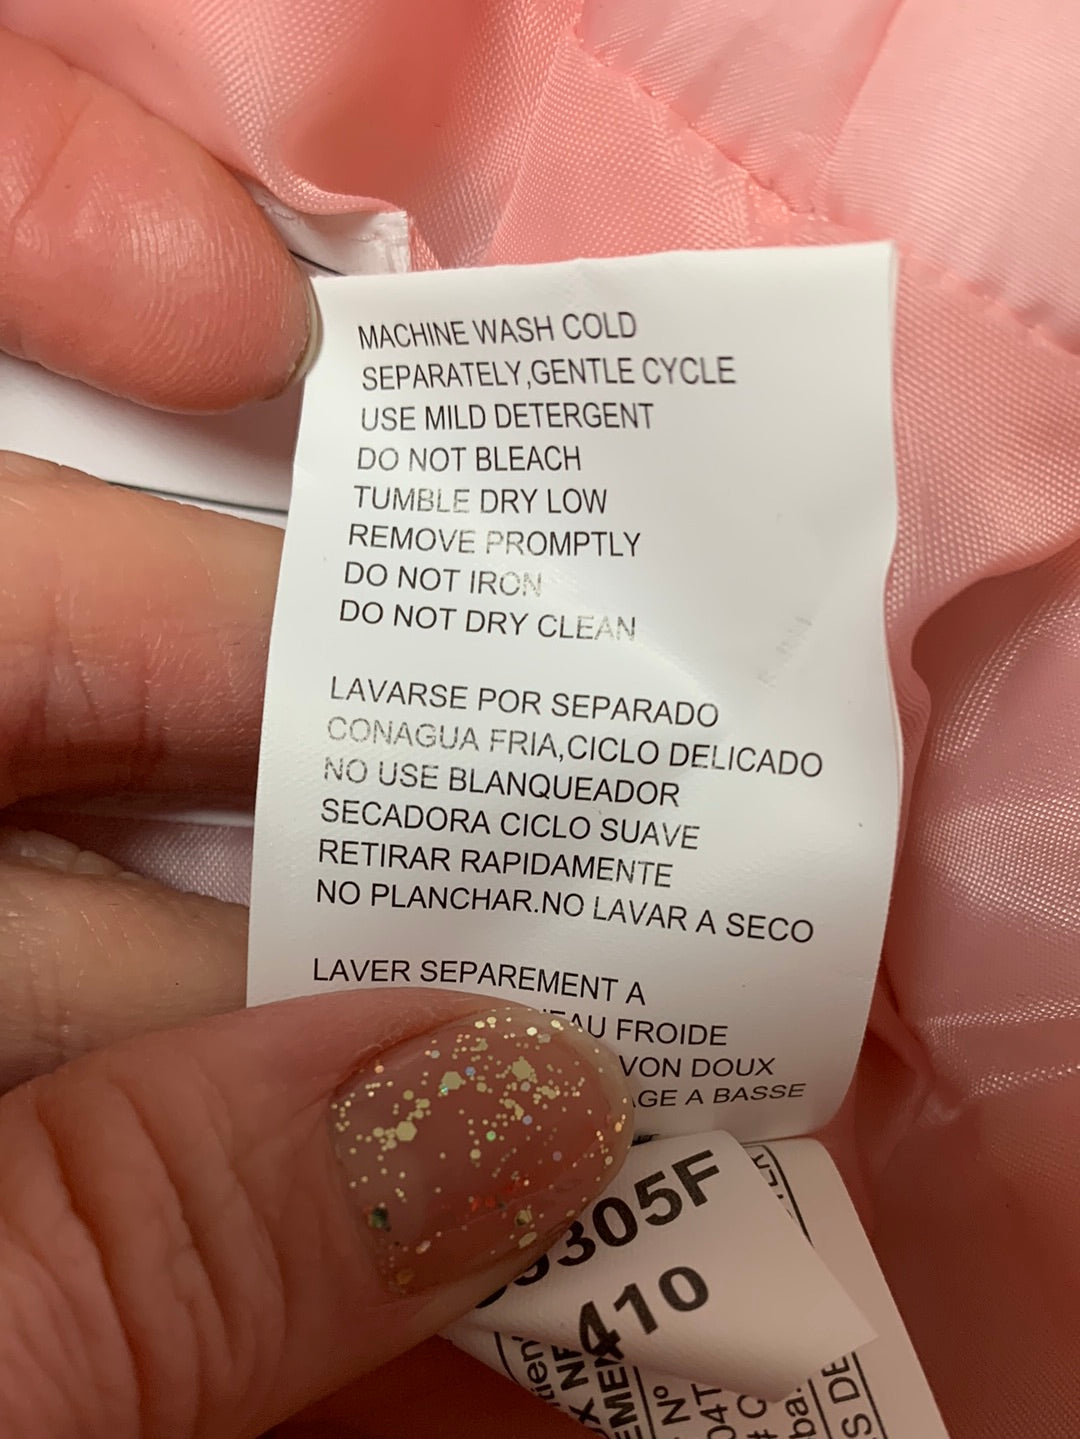 MACHINE WASH COLD
SEPARATELY,GENTLE CYCLE
USE MILD DETERGENT
DO NOT BLEACH
TUMBLE DRY LOW
REMOVE PROMPTLY
DO NOT IRON
DO NOT DRY CLEAN
LAVARSE POR SEPARADO
CONAGUA FRIA,CICLO DELICADO
NO USE BLANQUEADOR
SECADORA CICLO SUAVE
RETIRAR RAPIDAMENTE
NO PLANCHAR.NO LAVAR A SECO
LAVER SEPAREMENT A
EAU FROIDE
VON DOUX
AGE A BASSE
305F
410